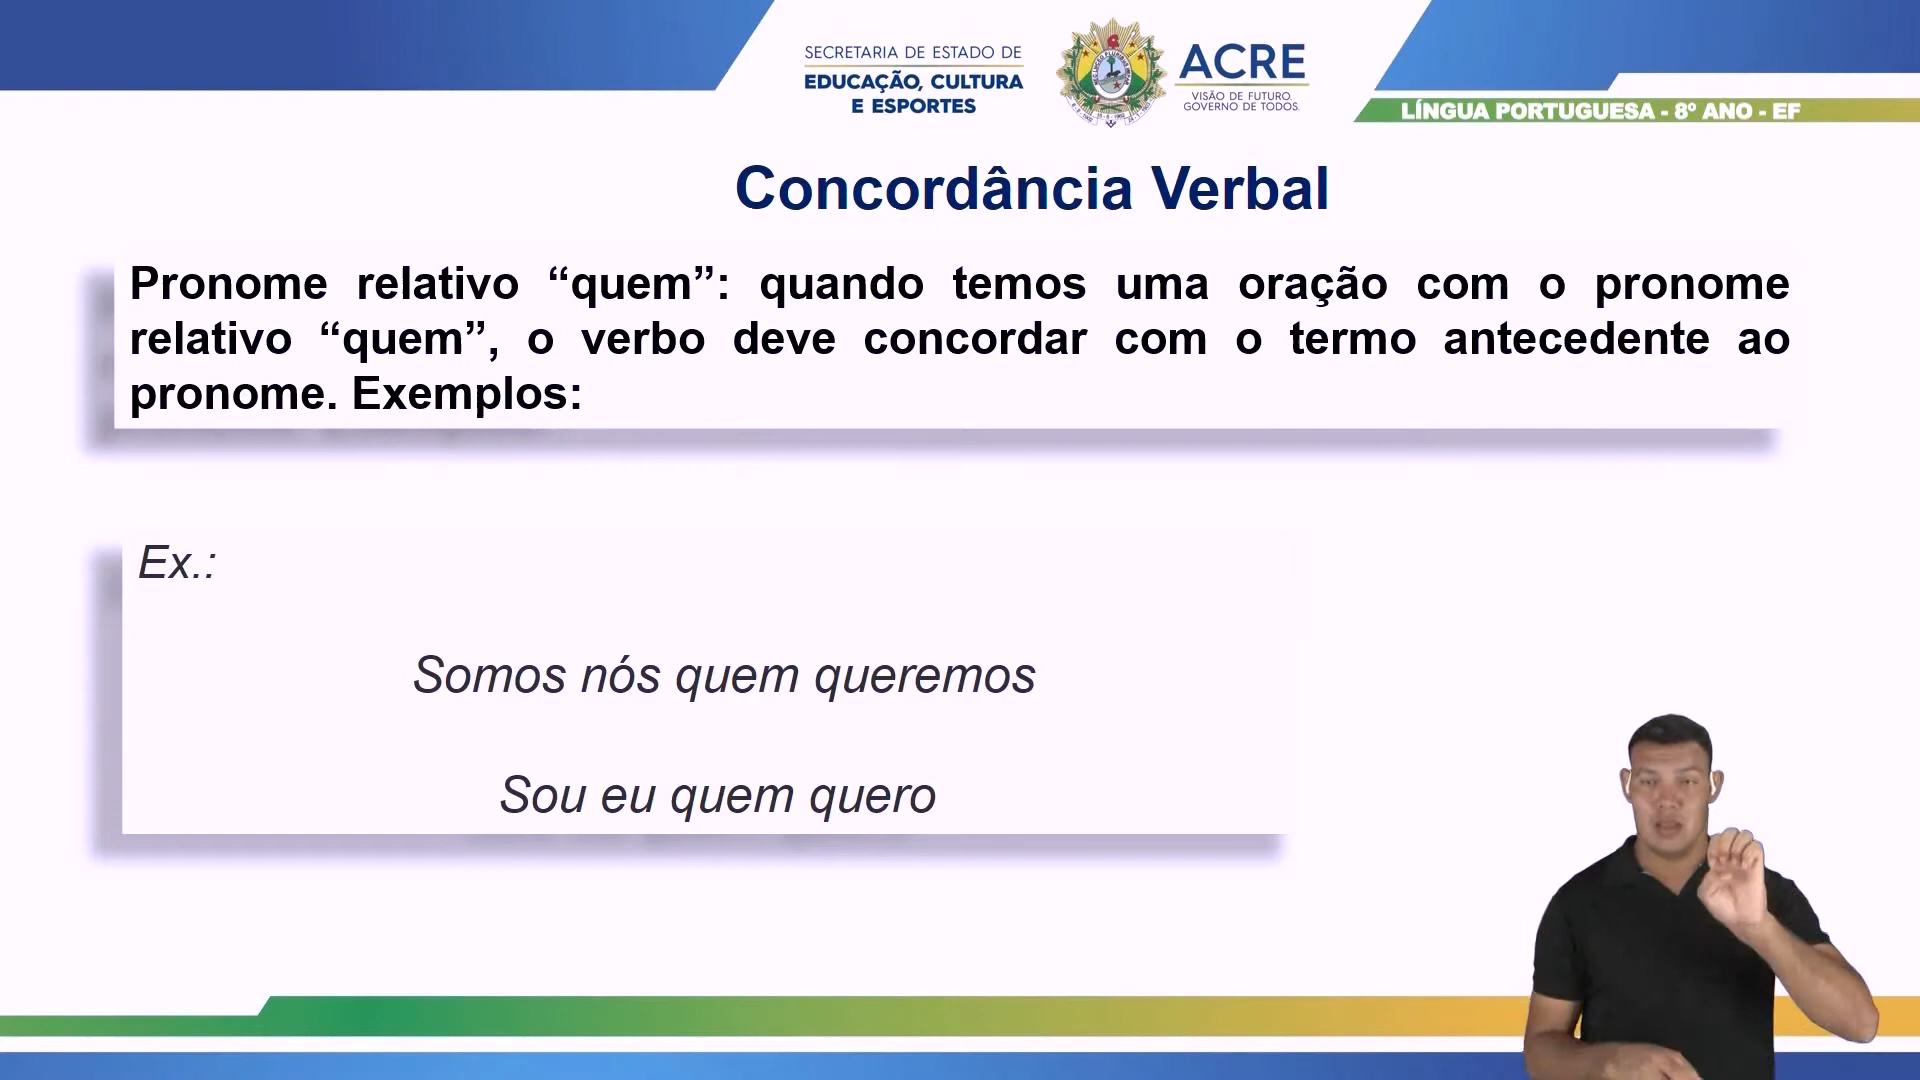 SECRETARIA DE ESTADO DE
EDUCAÇÃO, CULTURA
E ESPORTES
ACRE
VISÃO DE FUTURO.
GOVERNO DE TODOS.
LÍNGUA PORTUGUESA - 8º ANO - EF
Concordância Verbal
Pronome relativo “quem”: quando temos uma oração com o pronome
relativo “quem”, o verbo deve concordar com o termo antecedente ao
pronome. Exemplos:
Ex.:
Somos nós quem queremos
Sou eu quem quero